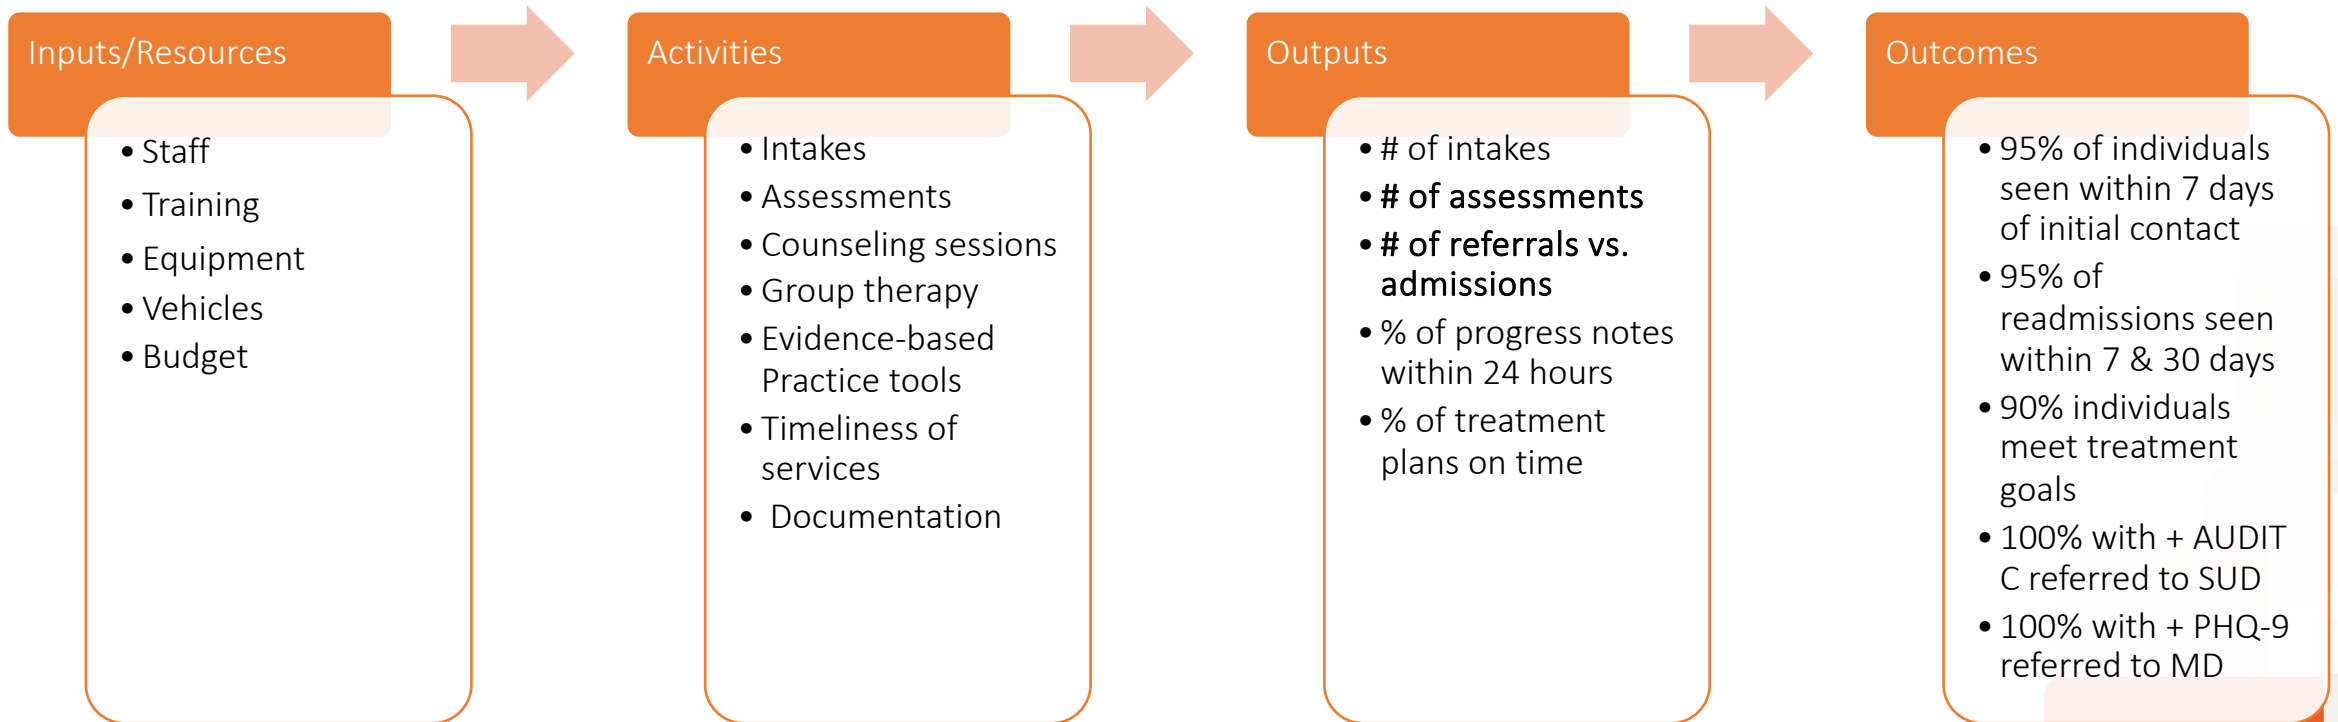 Inputs/Resources
• Staff
• Training
• Equipment
• Vehicles
• Budget
Activities
• Intakes
• Assessments
• Counseling sessions
• Group therapy
• Evidence-based
Practice tools
• Timeliness of
services
• Documentation
Outputs
• # of intakes
• # of assessments
• # of referrals vs.
admissions
• % of progress notes
within 24 hours
• % of treatment
plans on time
Outcomes
• 95% of individuals
seen within 7 days
of initial contact
• 95% of
readmissions seen
within 7 & 30 days
• 90% individuals
meet treatment
goals
• 100% with + AUDIT
C referred to SUD
• 100% with + PHQ-9
referred to MD